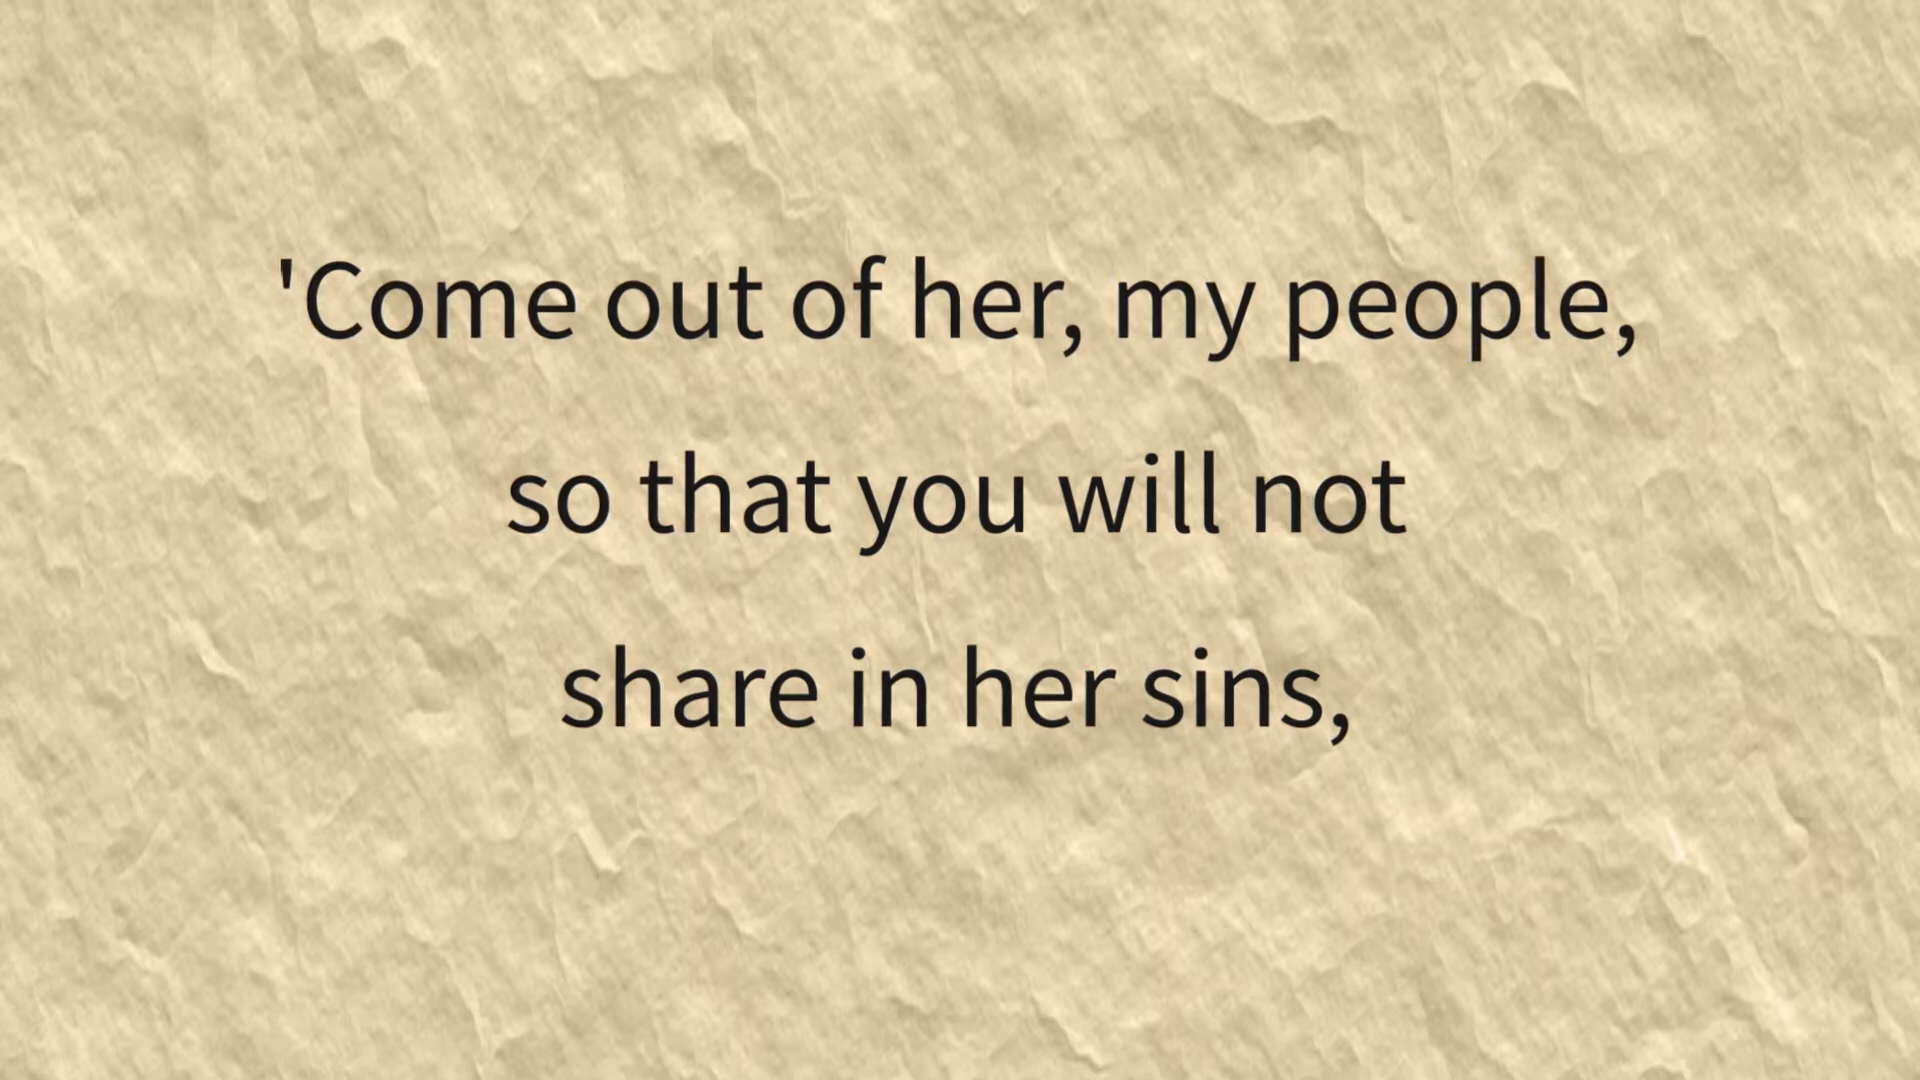 'Come out of her, my people,
so that you will not
share in her sins,